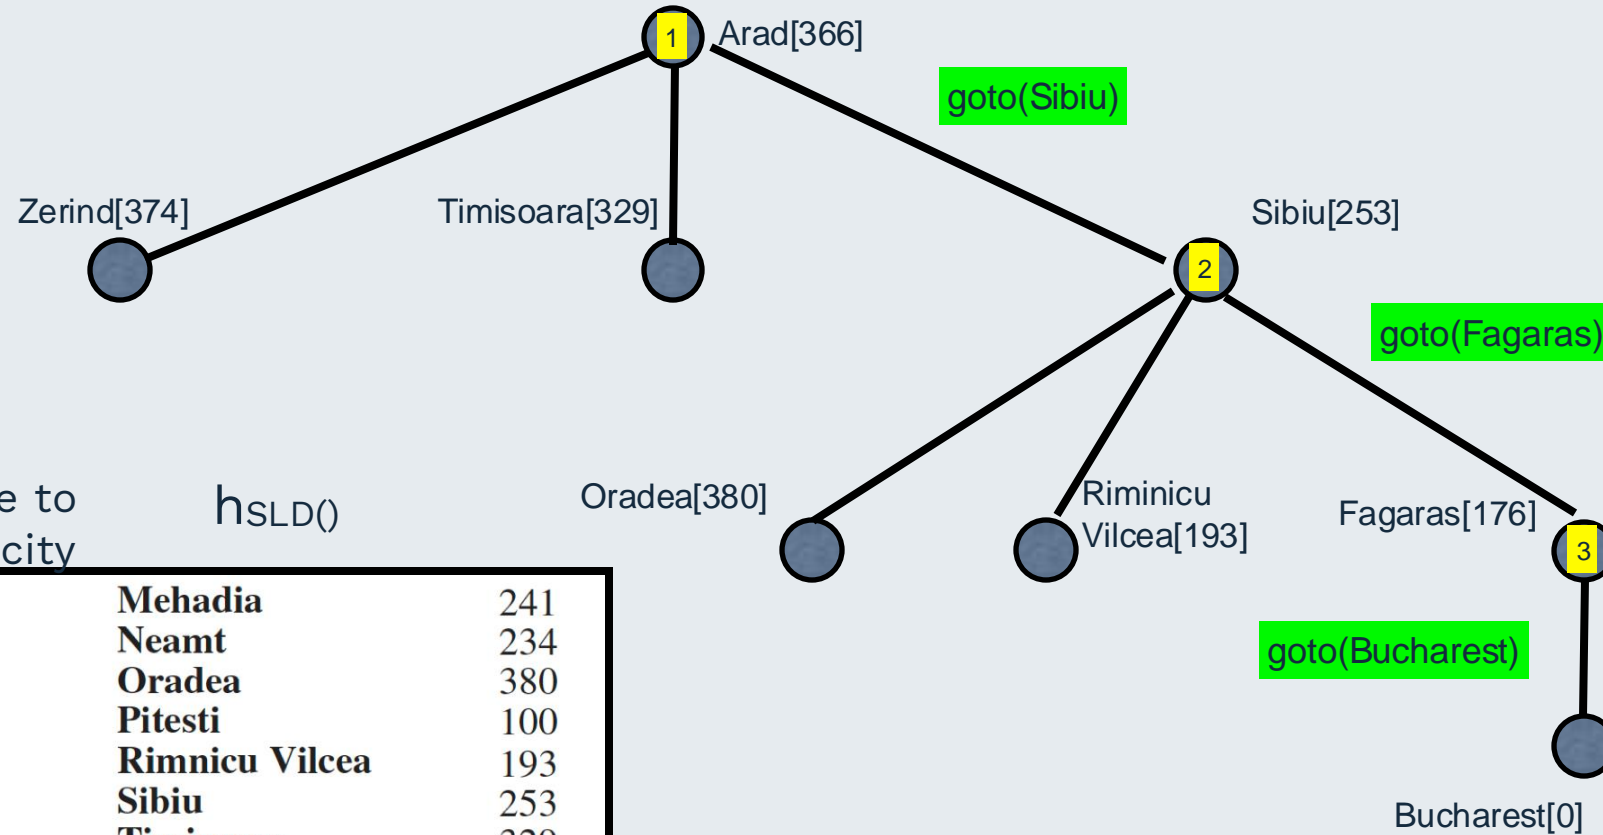 1
Arad[366]
goto(Sibiu)
Zerind[374]
Timisoara[329]
Sibiu[253]
2
goto(Fagaras)
Oradea[380]
Riminicu
Vilcea[193]
Fagaras[176]
3
to
city
hSLD()
goto(Bucharest)
Bucharest[0]
Mehadia 241
Neamt 234
Oradea 380
Pitesti 100
Rimnicu Vilcea 193
Sibiu 253